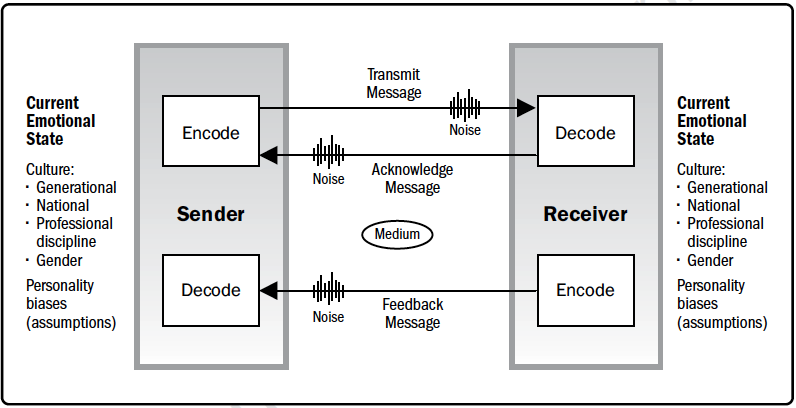 Current
Emotional
State
Culture:
· Generational
· National
· Professional
discipline
· Gender
Personality
biases
(assumptions)
Encode
Sender
Decode
Transmit
Message
Noise
Noise
Acknowledge
Message
Medium
Noise
Feedback
Message
Decode
Receiver
Encode
Current
Emotional
State
Culture:
· Generational
· National
· Professional
discipline
· Gender
Personality
biases
(assumptions)